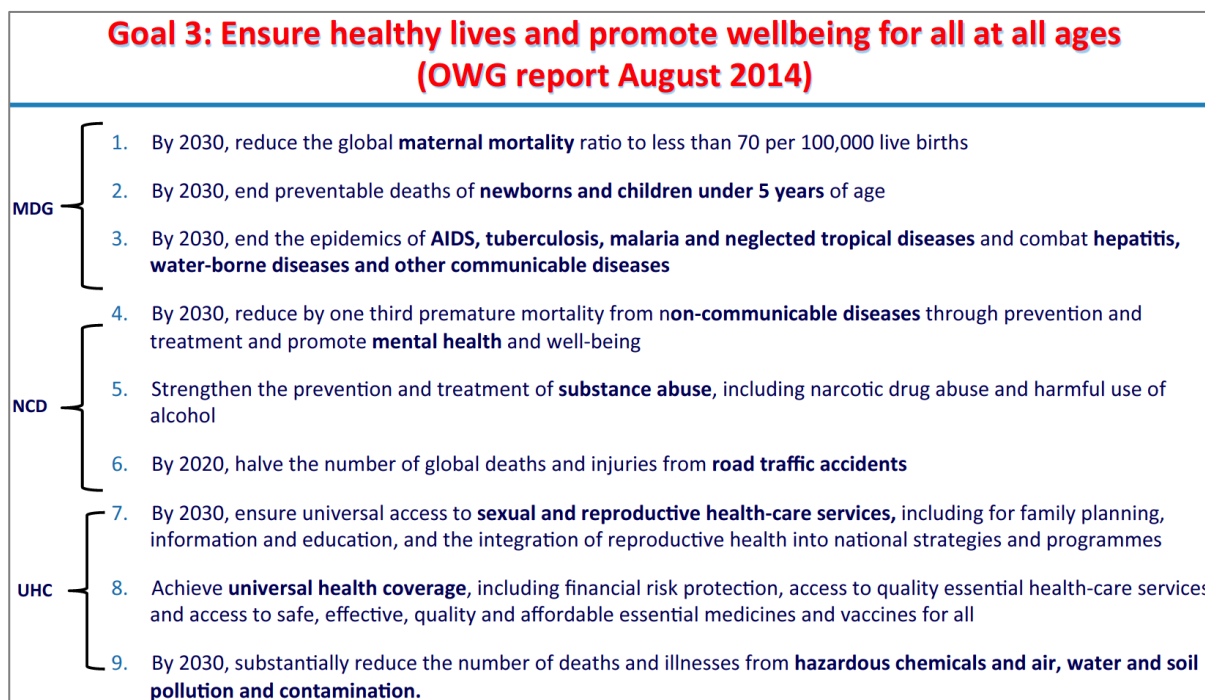 Goal 3: Ensure healthy lives and promote wellbeing for all at all ages
(OWG report August 2014)
MDG
1. By 2030, reduce the global maternal mortality ratio to less than 70 per 100,000 live births
2. By 2030, end preventable deaths of newborns and children under 5 years of age
3. By 2030, end the epidemics of AIDS, tuberculosis, malaria and neglected tropical diseases and combat hepatitis,
water-borne diseases and other communicable diseases
NCD
4. By 2030, reduce by one third premature mortality from non-communicable diseases through prevention and
treatment and promote mental health and well-being
5. Strengthen the prevention and treatment of substance abuse, including narcotic drug abuse and harmful use of
alcohol
6. By 2020, halve the number of global deaths and injuries from road traffic accidents
UHC
7. By 2030, ensure universal access to sexual and reproductive health-care services, including for family planning,
information and education, and the integration of reproductive health into national strategies and programmes
8. Achieve universal health coverage, including financial risk protection, access to quality essential health-care services
and access to safe, effective, quality and affordable essential medicines and vaccines for all
9. By 2030, substantially reduce the number of deaths and illnesses from hazardous chemicals and air, water and soil
pollution and contamination.